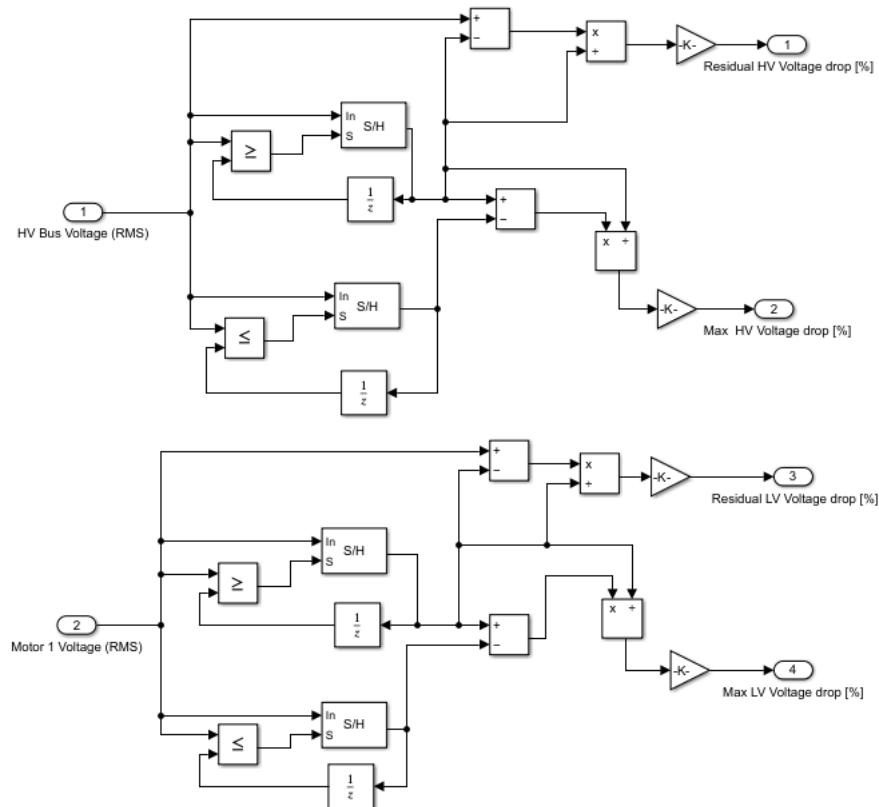 +
−
x
÷
-K-
1
Residual HV Voltage drop [%]
In
S
S/H
≥
1
z
+
−
1
HV Bus Voltage (RMS)
x ÷
In
S
S/H
≤
-K-
2
Max  HV Voltage drop [%]
1
z
+
−
x
÷
-K-
3
Residual LV Voltage drop [%]
In
S
S/H
≥
1
z
+
−
x ÷
2
Motor 1 Voltage (RMS)
-K-
4
Max LV Voltage drop [%]
In
S
S/H
≤
1
z